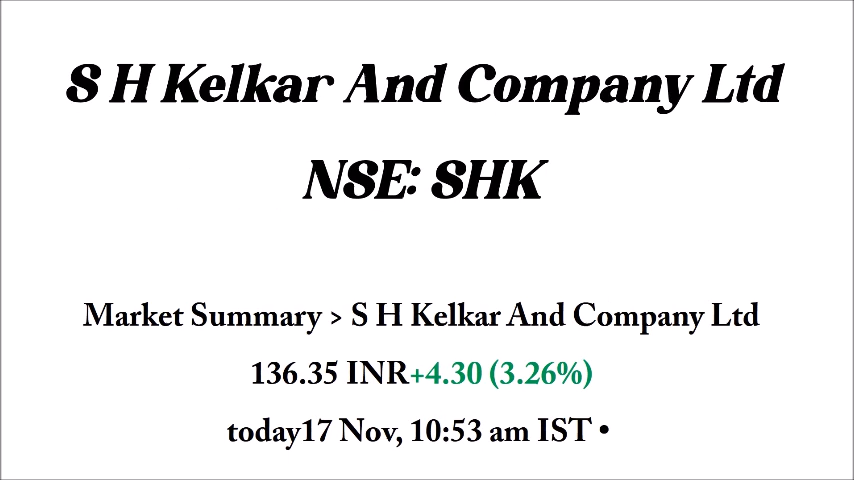 S H Kelkar And Company Ltd
NSE: SHK
Market Summary > S H Kelkar And Company Ltd
136.35 INR+4.30 (3.26%)
today17 Nov, 10:53 am IST •